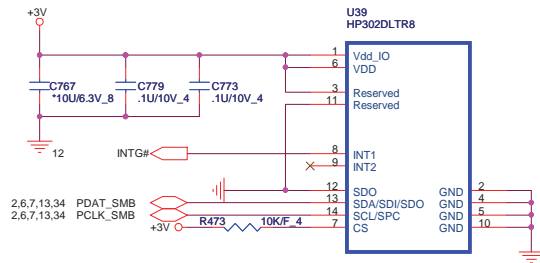 +3V
U39
HP302DLTR8
1 Vdd_IO
6 VDD
C767
*10U/6.3V_8
C779
.1U/10V_4
C773
.1U/10V_4
3 Reserved
11 Reserved
12
INTG#
8 INT1
9 INT2
12 SDO GND 2
2,6,7,13,34 PDAT_SMB 13 SDA/SDI/SDO GND 4
2,6,7,13,34 PCLK_SMB 14 SCL/SPC GND 5
+3V R473 10K/F_4 7 CS GND 10